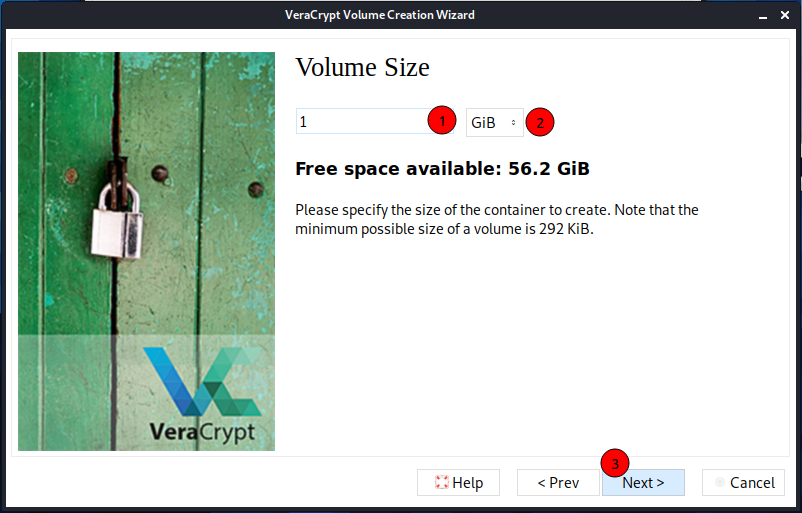 VeraCrypt Volume Creation Wizard
Volume Size
1 1 GiB 2
Free space available: 56.2 GiB
Please specify the size of the container to create. Note that the
minimum possible size of a volume is 292 KiB.
VeraCrypt
3
Help < Prev Next > Cancel